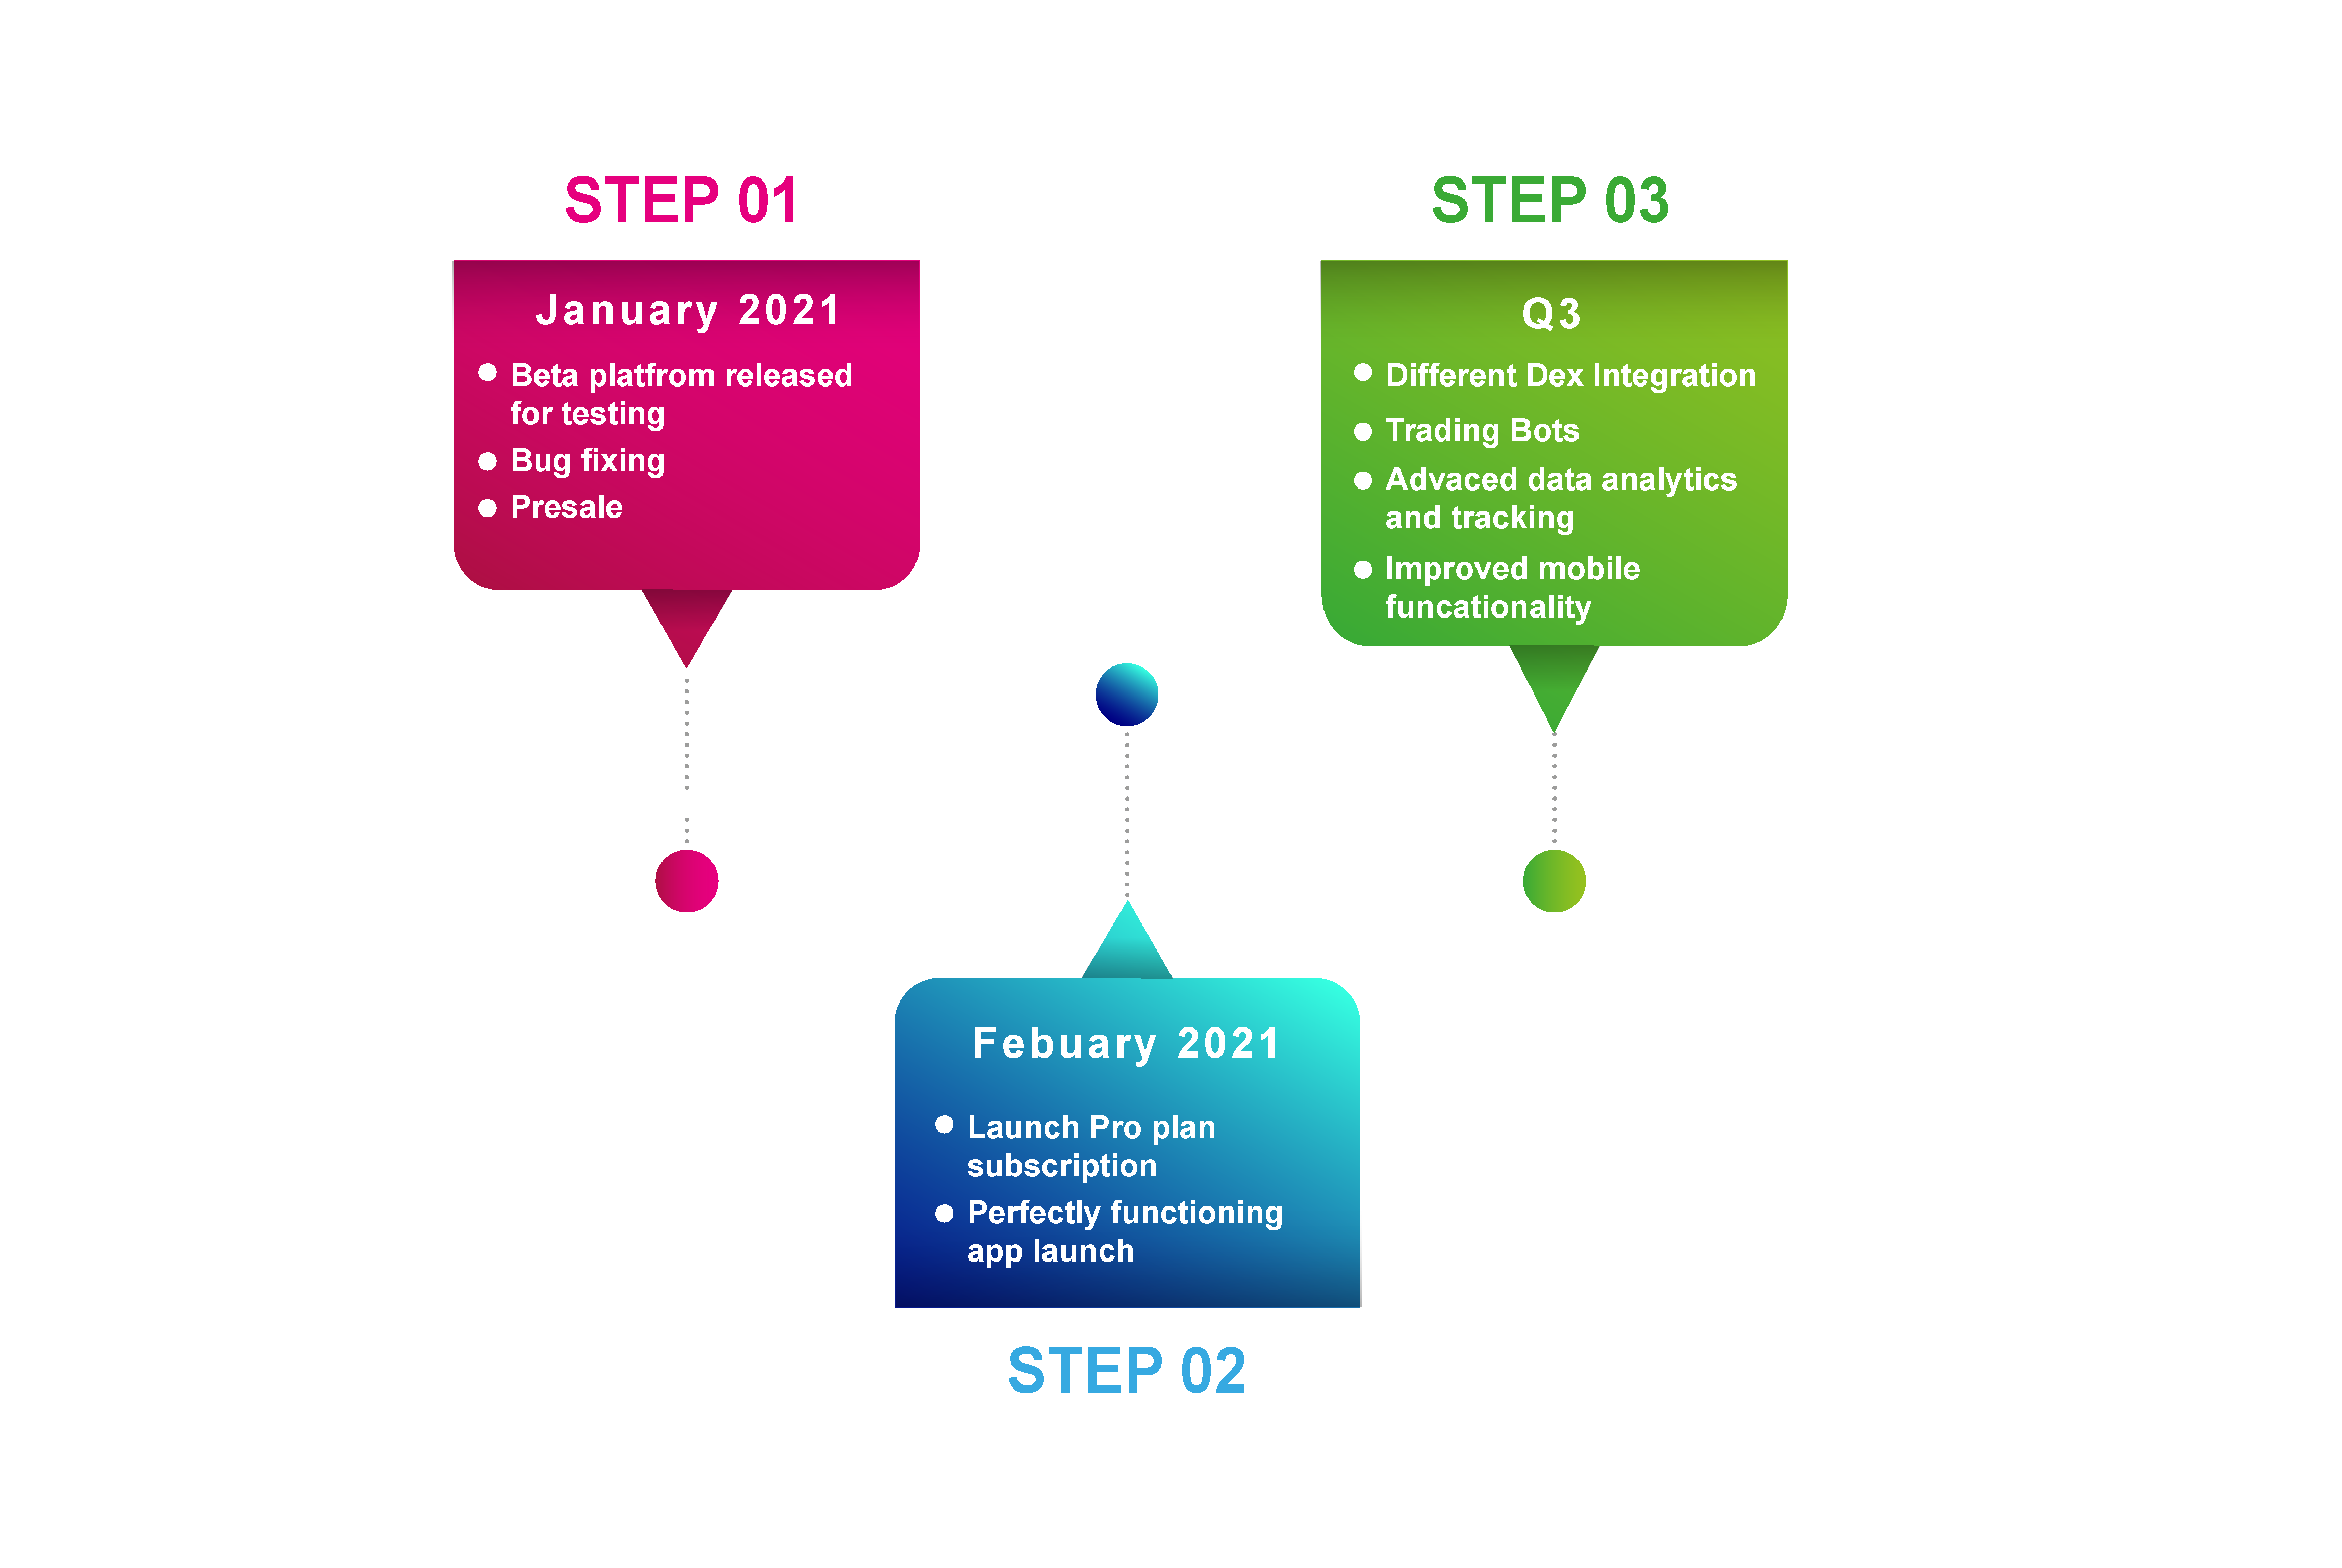 STEP 01
January 2021
Beta platfrom released
for testing
Bug fixing
Presale
Febuary 2021
Launch Pro plan
subscription
Perfectly functioning
app launch
STEP 02
STEP 03
Q3
Different Dex Integration
Trading Bots
Advaced data analytics
and tracking
Improved mobile
funcationality